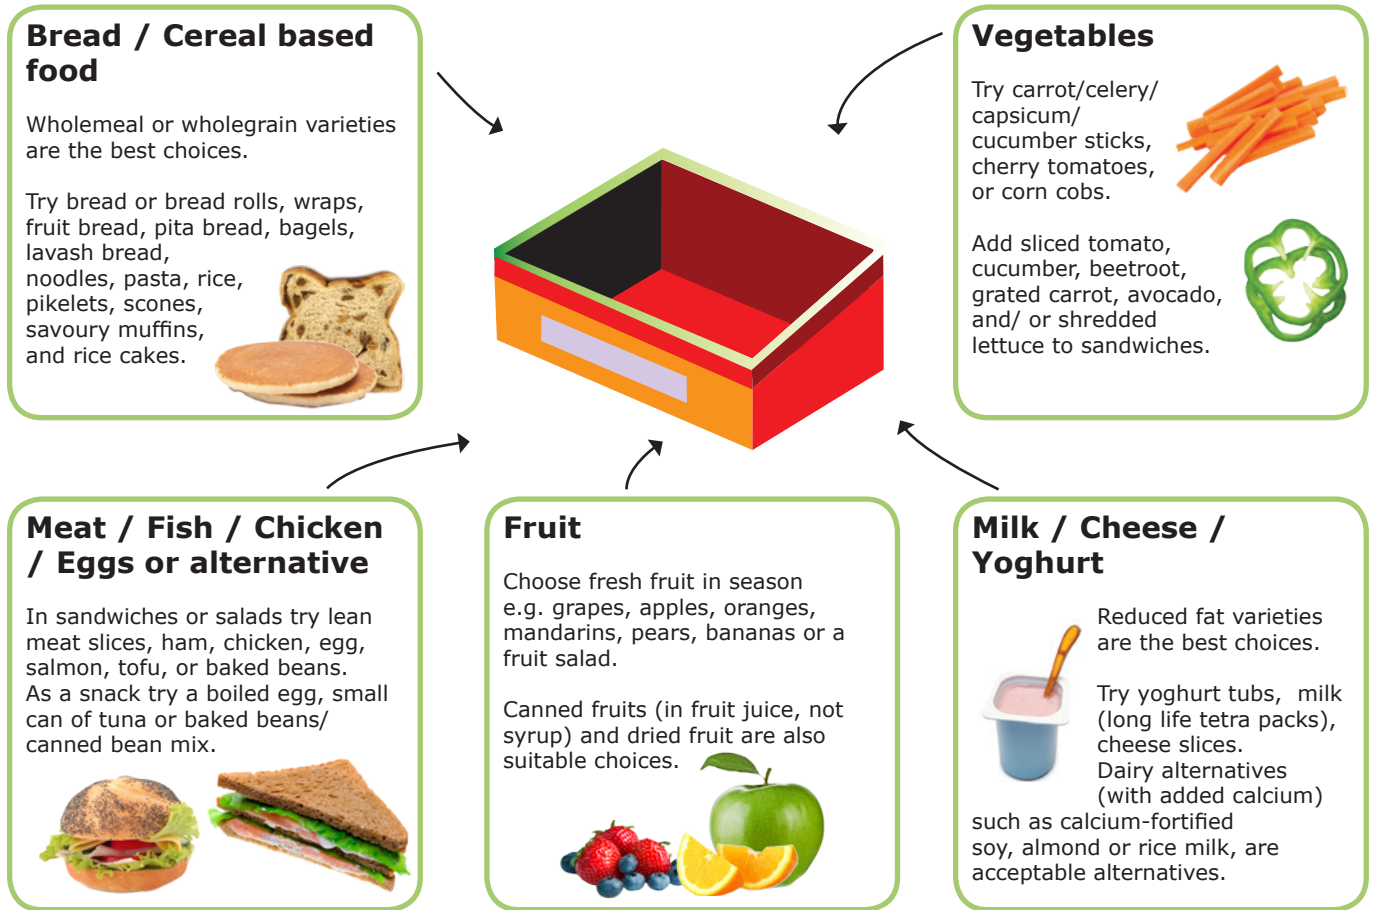 Bread / Cereal based
food
Wholemeal or wholegrain varieties
are the best choices.
Try bread or bread rolls, wraps,
fruit bread, pita bread, bagels,
lavash bread,
noodles, pasta, rice,
pikelets, scones,
savoury muffins,
and rice cakes.
Vegetables
Try carrot/celery/
capsicum/
cucumber sticks,
cherry tomatoes,
or corn cobs.
Add sliced tomato,
cucumber, beetroot,
grated carrot, avocado,
and/ or shredded
lettuce to sandwiches.
Meat / Fish / Chicken
/ Eggs or alternative
In sandwiches or salads try lean
meat slices, ham, chicken, egg,
salmon, tofu, or baked beans.
As a snack try a boiled egg, small
can of tuna or baked beans/
canned bean mix.
Fruit
Choose fresh fruit in season
e.g. grapes, apples, oranges,
mandarins, pears, bananas or a
fruit salad.
Canned fruits (in fruit juice, not
syrup) and dried fruit are also
suitable choices.
Milk / Cheese /
Yoghurt
Reduced fat varieties
are the best choices.
Try yoghurt tubs,  milk
(long life tetra packs),
cheese slices.
Dairy alternatives
(with added calcium)
such as calcium-fortified
soy, almond or rice milk, are
acceptable alternatives.